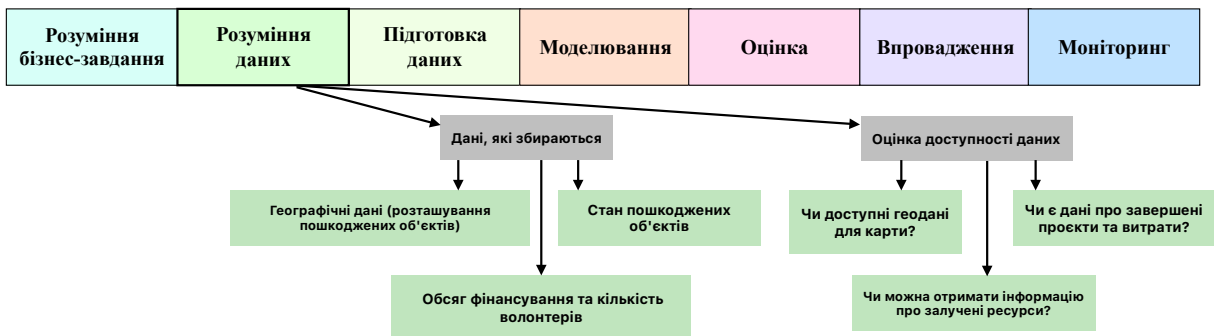 Розуміння
бізнес-завдання
Розуміння
даних
Підготовка
даних
Моделювання
Оцінка
Впровадження
Моніторинг
Дані, які збираються
Оцінка доступності даних
Географічні дані (розташування
пошкоджених об'єктів)
Стан пошкоджених
об'єктів
Чи доступні геодані
для карти?
Чи є дані про завершені
проєкти та витрати?
Обсяг фінансування та кількість
волонтерів
Чи можна отримати інформацію
про залучені ресурси?